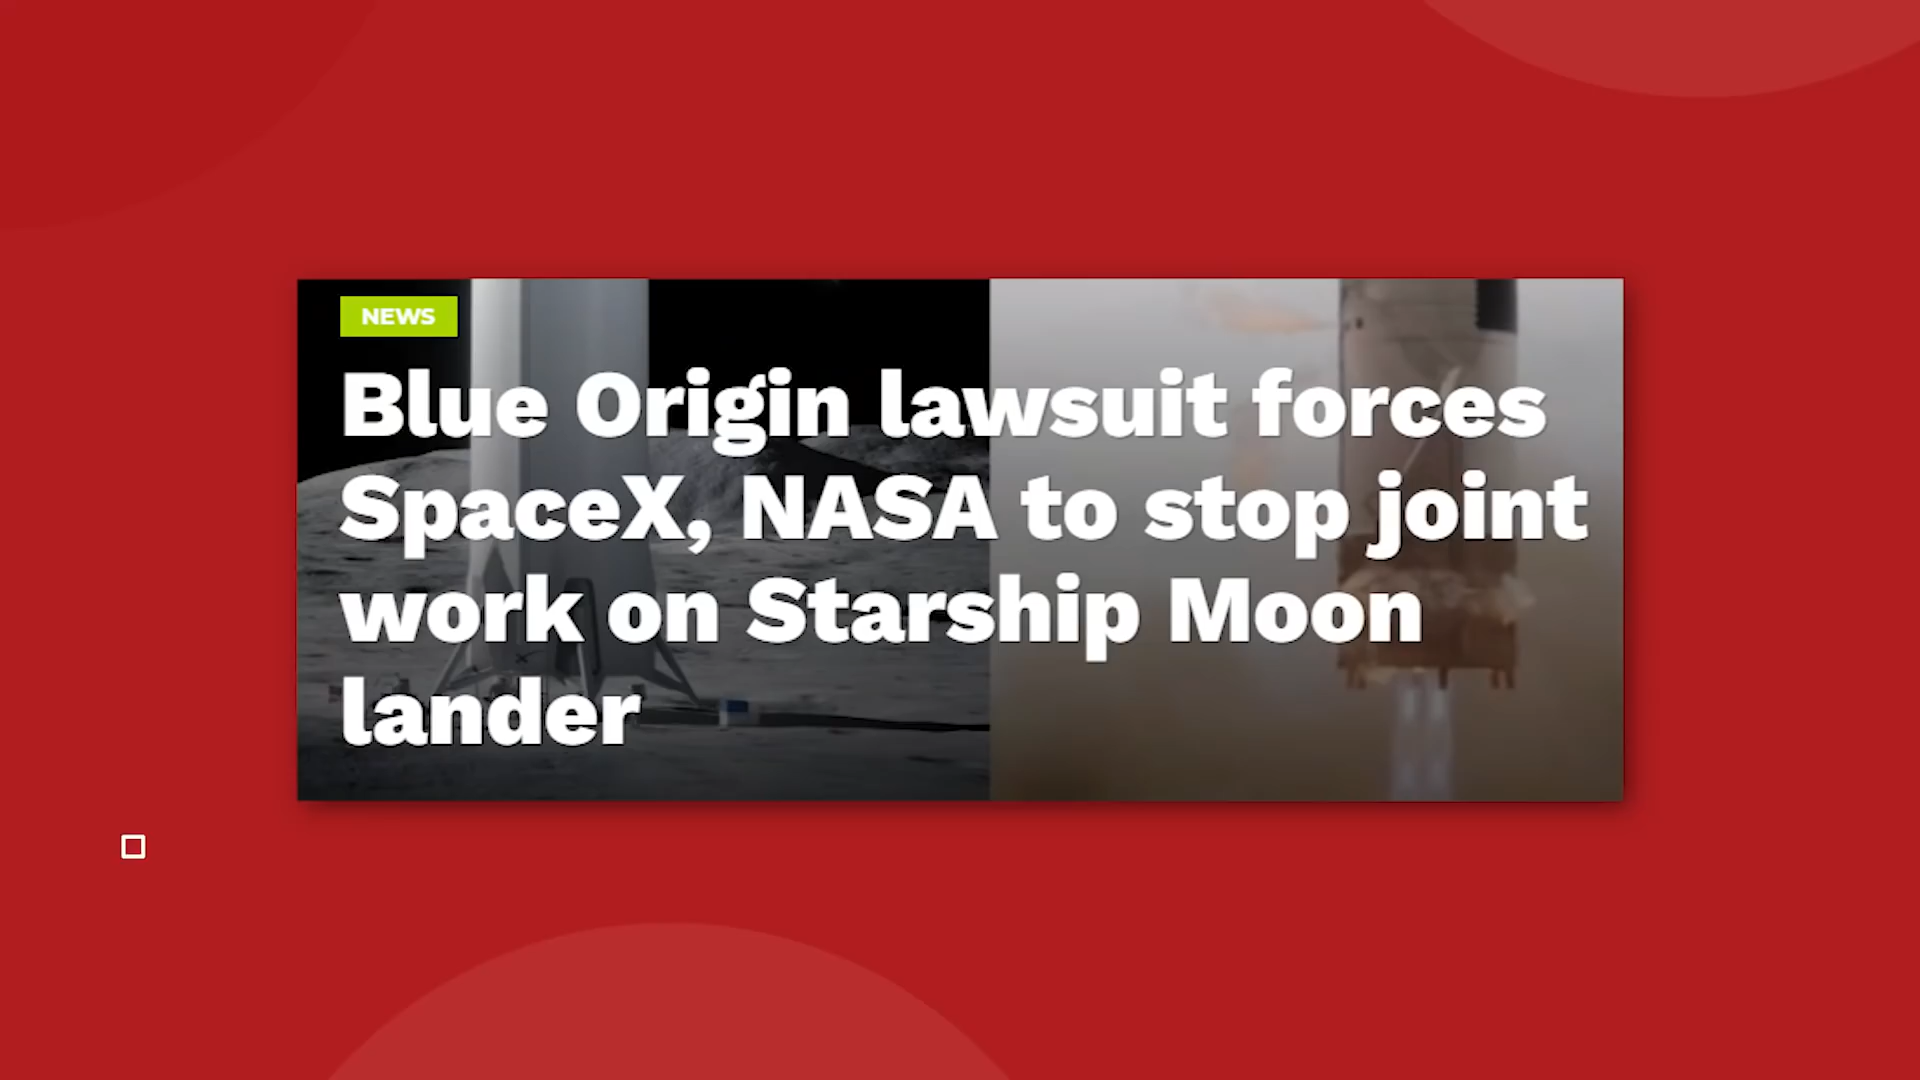 NEWS
Blue Origin lawsuit forces
SpaceX, NASA to stop joint
work on Starship Moon
lander